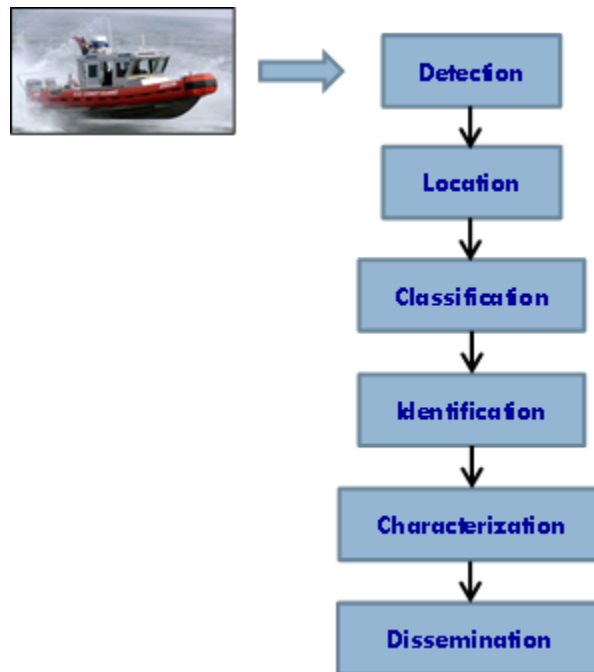 Detection
Location
Classification
Identification
Characterization
Dissemination